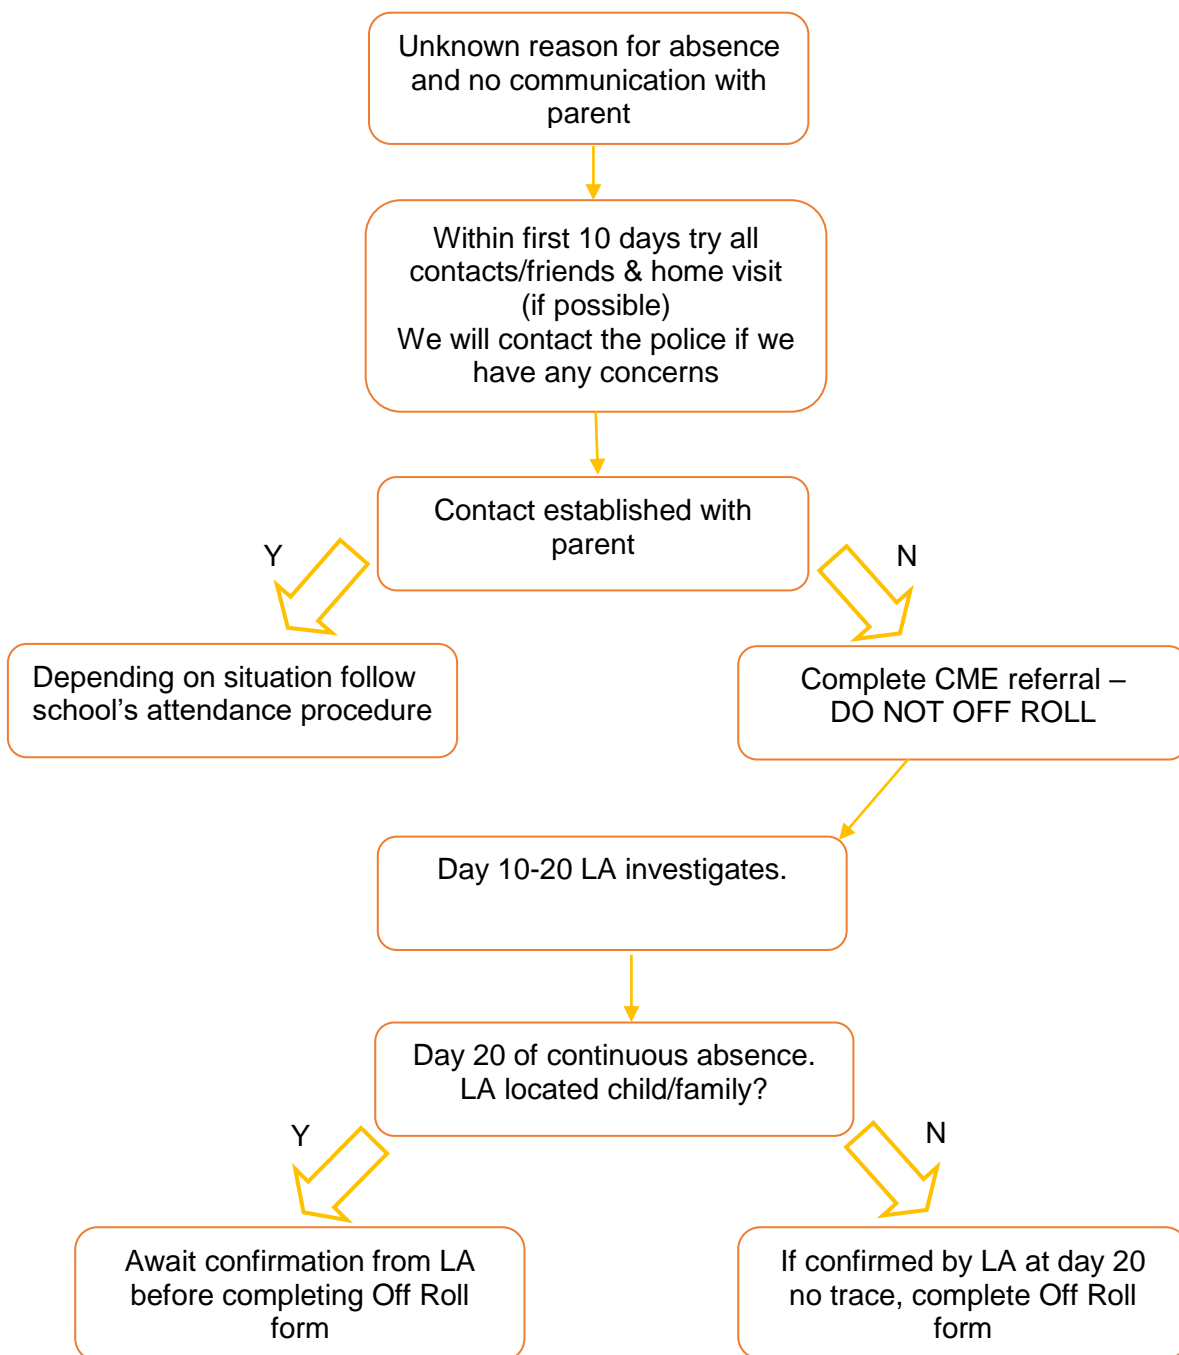 Unknown reason for absence
and no communication with
parent
Within first 10 days try all
contacts/friends & home visit
(if possible)
We will contact the police if we
have any concerns
Contact established with
parent
Y
N
Depending on situation follow
school’s attendance procedure
Complete CME referral –
DO NOT OFF ROLL
Day 10-20 LA investigates.
Day 20 of continuous absence.
LA located child/family?
Y
N
Await confirmation from LA
before completing Off Roll
form
If confirmed by LA at day 20
no trace, complete Off Roll
form